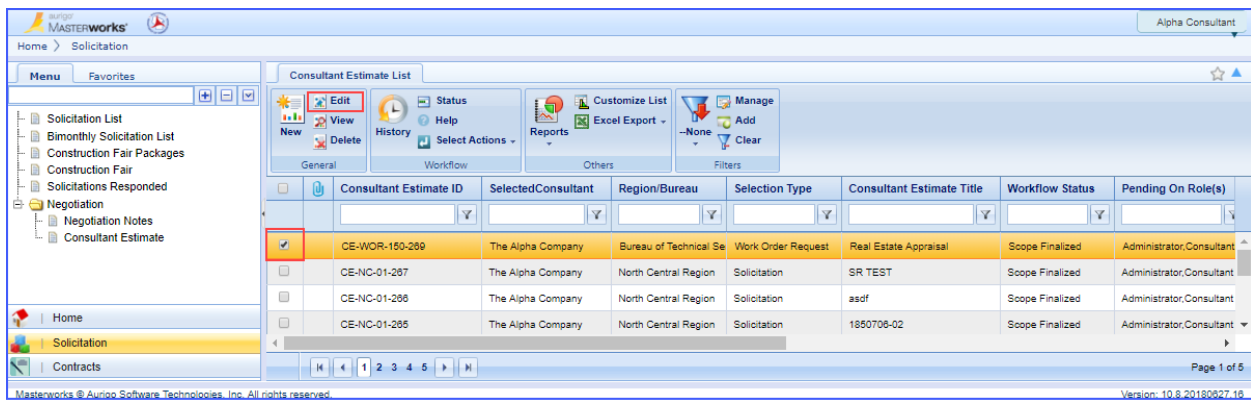 aurigo
MASTERworks
Alpha Consultant
Home
Solicitation
Menu
Favorites
Solicitation List
Bimonthly Solicitation List
Construction Fair Packages
Construction Fair
Solicitations Responded
Negotiation
Negotiation Notes
Consultant Estimate
Home
Solicitation
Contracts
Consultant Estimate List
New
Edit
View
Delete
General
History
Status
Help
Select Actions
Workflow
Reports
Customize List
Excel Export
Others
--None
Manage
Add
Clear
Filters
Consultant Estimate ID SelectedConsultant Region/Bureau Selection Type Consultant Estimate Title Workflow Status Pending On Role(s)
CE-WOR-150-269 The Alpha Company Bureau of Technical Se Work Order Request Real Estate Appraisal Scope Finalized Administrator,Consultant
CE-NC-01-267 The Alpha Company North Central Region Solicitation SR TEST Scope Finalized Administrator,Consultant
CE-NC-01-266 The Alpha Company North Central Region Solicitation asdf Scope Finalized Administrator,Consultant
CE-NC-01-265 The Alpha Company North Central Region Solicitation 1850706-02 Scope Finalized Administrator,Consultant
1 2 3 4 5
Page 1 of 5
Masterworks © Aurigo Software Technologies, Inc. All rights reserved.
Version: 10.8.20180627.16